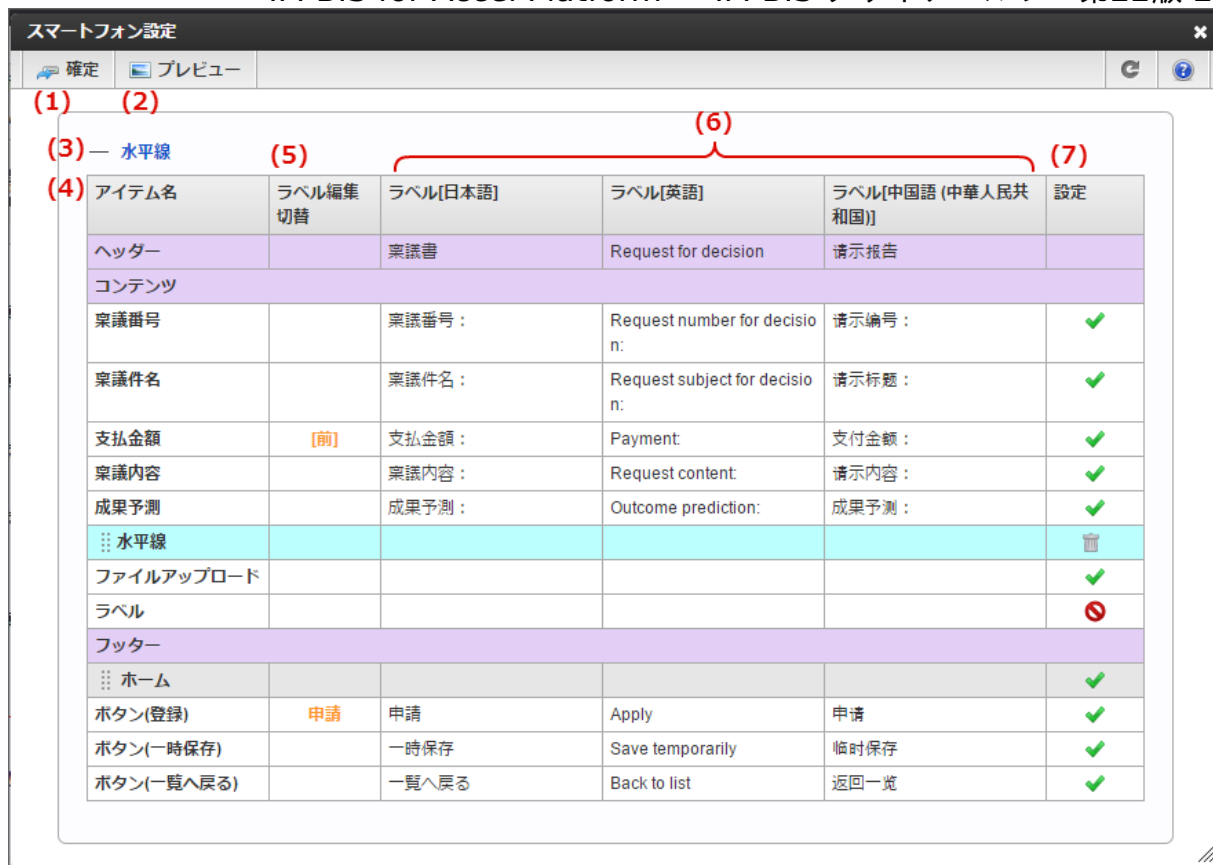 スマートフォン設定
確定 プレビュー
(1) (2)
(6)
(3) 水平線 (5) (7)
(4) アイテム名 ラベル編集切替 ラベル[日本語] ラベル[英語] ラベル[中国語 (中華人民共和国)] 設定
ヘッダー 稟議書 Request for decision 请示报告
コンテンツ
稟議番号 稟議番号： Request number for decision: 请示编号：
稟議件名 稟議件名： Request subject for decision: 请示标题：
支払金額 [前] 支払金額： Payment: 支付金额：
稟議内容 稟議内容： Request content: 请示内容：
成果予測 成果予測： Outcome prediction: 成果予测：
水平線
ファイルアップロード
ラベル
フッター
ホーム
ボタン(登録) 申請 申請 Apply 申请
ボタン(一時保存) 一時保存 Save temporarily 临时保存
ボタン(一覧へ戻る) 一覧へ戻る Back to list 返回一览